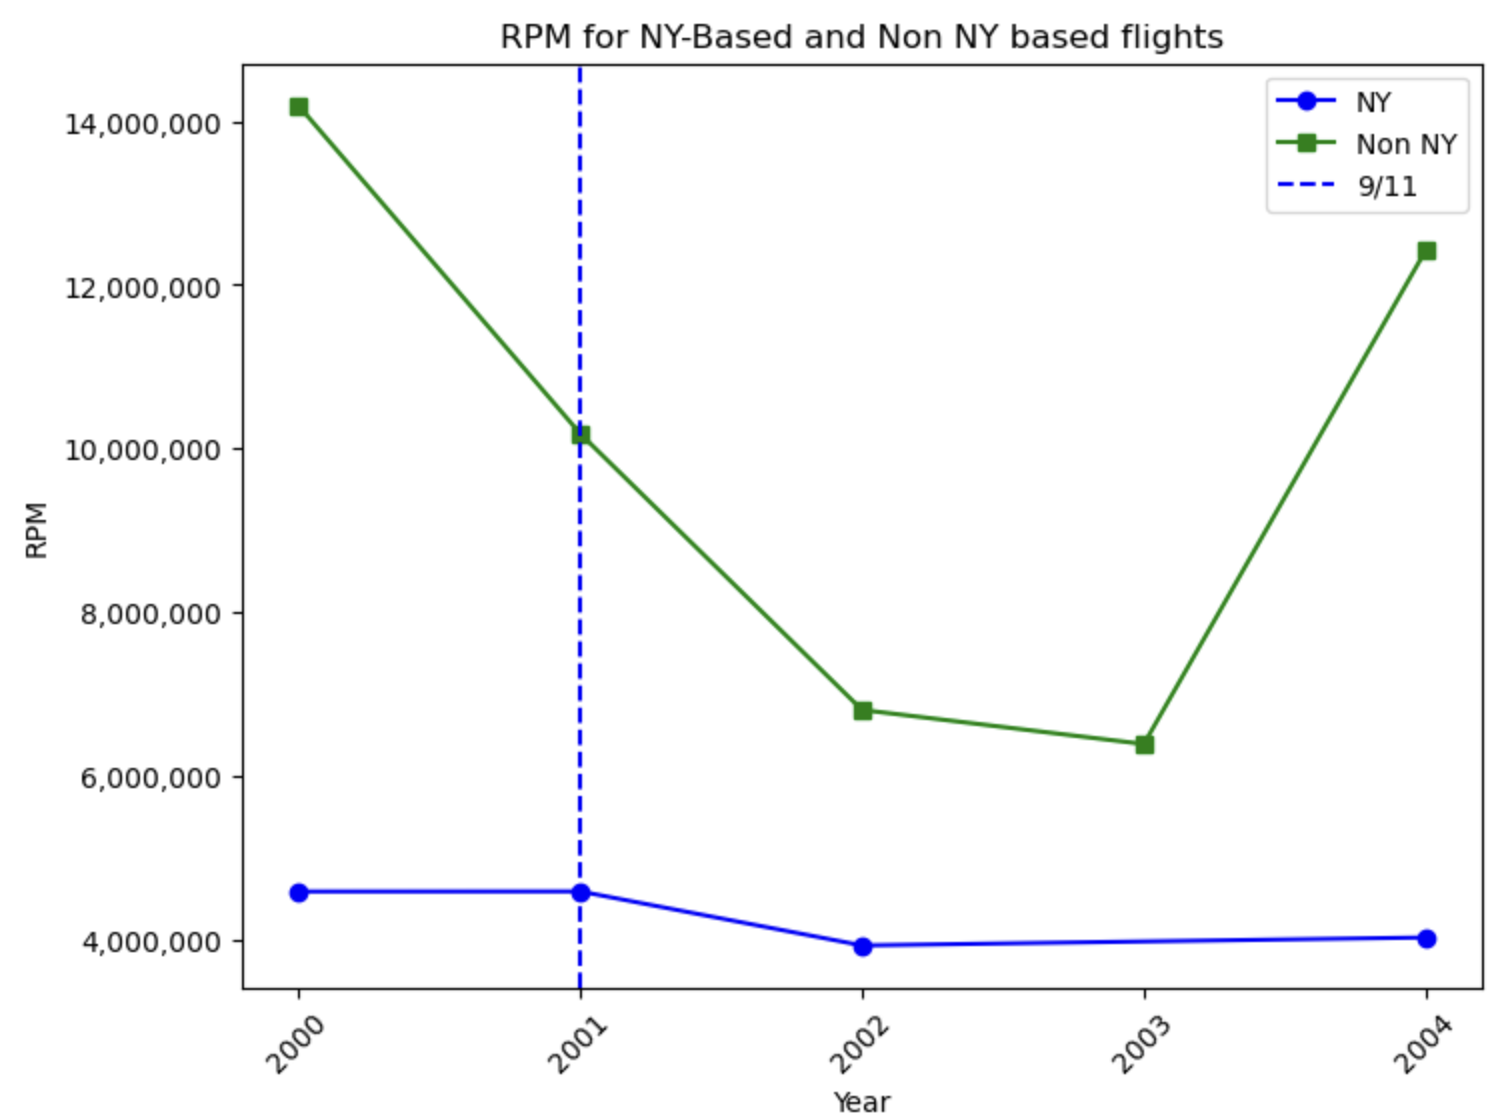 RPM for NY-Based and Non NY based flights
NY
Non NY
9/11
14,000,000
12,000,000
10,000,000
8,000,000
6,000,000
4,000,000
RPM
2000
2001
2002
2003
2004
Year